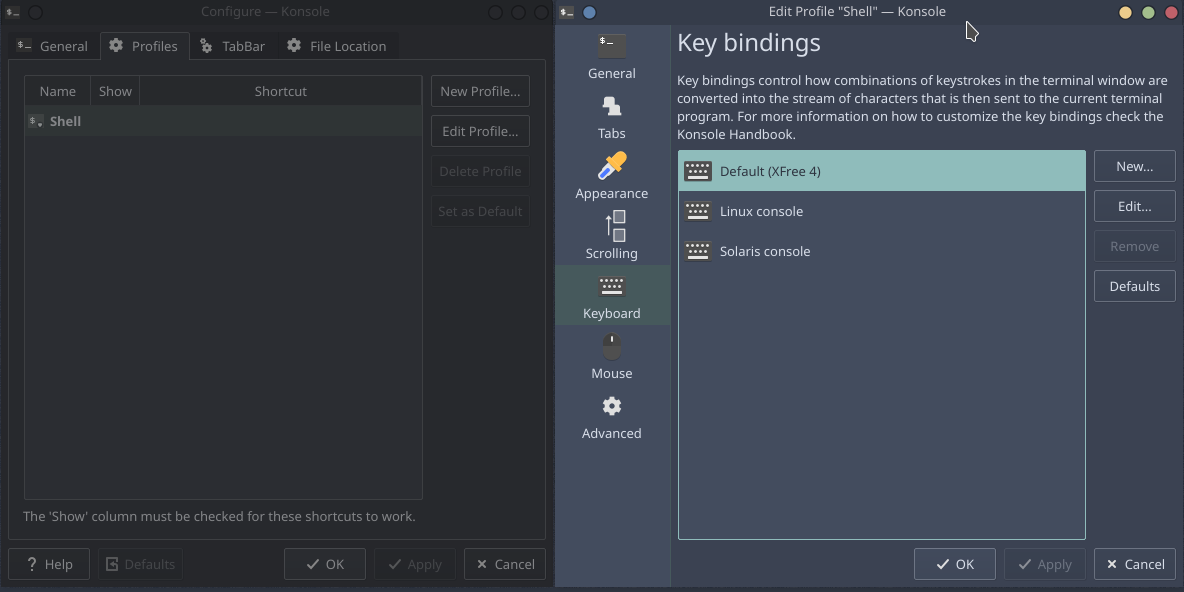 Configure — Konsole
General
Profiles
TabBar
File Location
Name
Show
Shortcut
Shell
New Profile...
Edit Profile...
Delete Profile
Set as Default
The 'Show' column must be checked for these shortcuts to work.
Help
Defaults
OK
Apply
Cancel
Edit Profile "Shell" — Konsole
General
Tabs
Appearance
Scrolling
Keyboard
Mouse
Advanced
Key bindings
Key bindings control how combinations of keystrokes in the terminal window are
converted into the stream of characters that is then sent to the current terminal
program. For more information on how to customize the key bindings check the
Konsole Handbook.
Default (XFree 4)
Linux console
Solaris console
New...
Edit...
Remove
Defaults
OK
Apply
Cancel